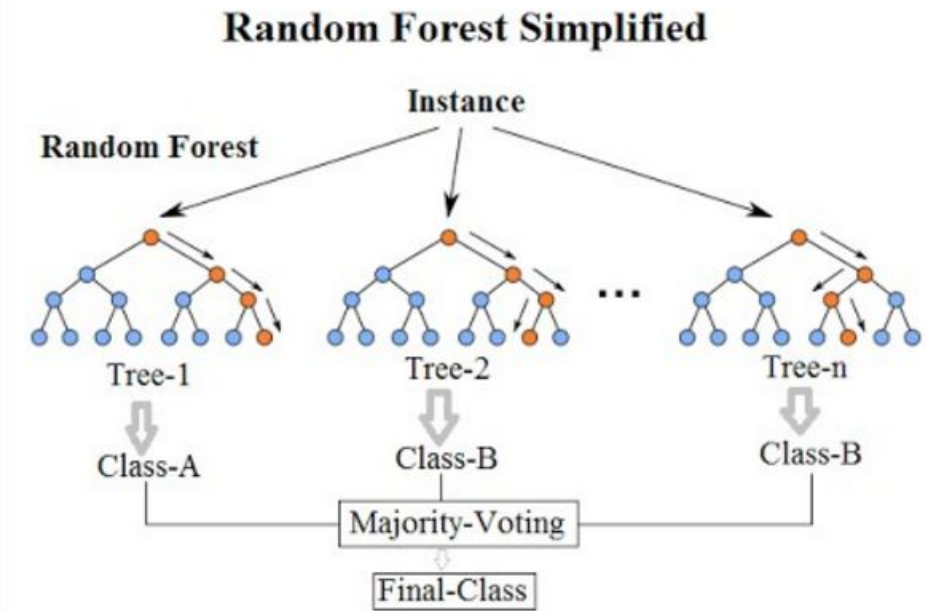 Random Forest Simplified
Instance
Random Forest
...
Tree-1
Tree-2
Tree-n
Class-A
Class-B
Class-B
Majority-Voting
Final-Class